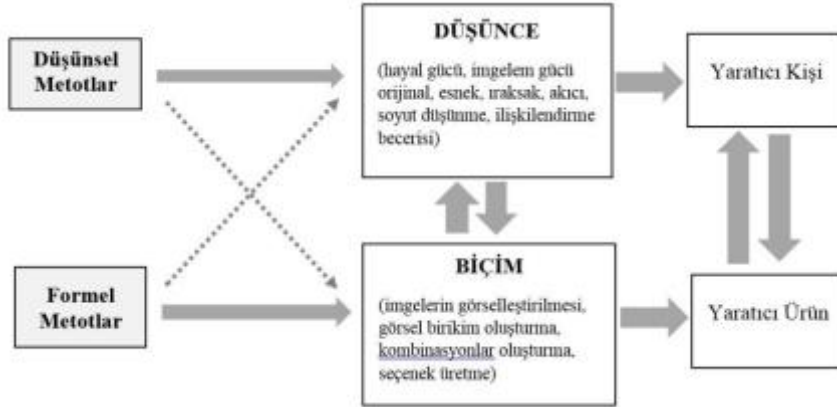 Düşünsel
Metotlar
DÜŞÜNCE
(hayal gücü, imgelem gücü
orijinal, esnek, ıraksak, akıcı,
soyut düşünme, ilişkilendirme
becerisi)
Yaratıcı Kişi
Formel
Metotlar
BİÇİM
(imgelerin görselleştirilmesi,
görsel birikim oluşturma,
kombinasyonlar oluşturma,
seçenek üretme)
Yaratıcı Ürün